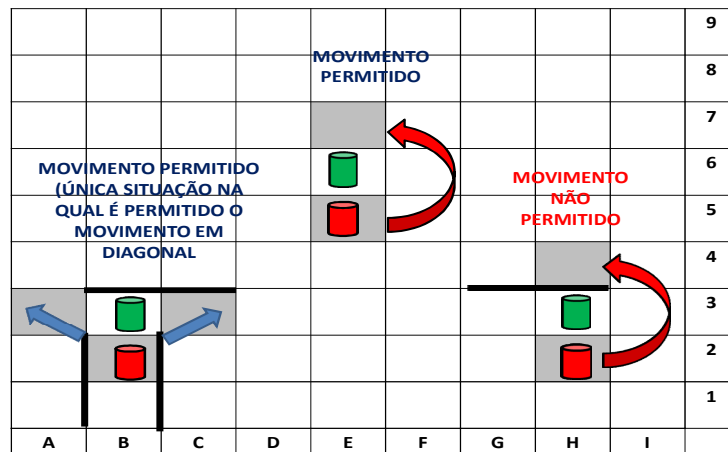 9
MOVIMENTO
PERMITIDO
8
7
MOVIMENTO PERMITIDO
(ÚNICA SITUAÇÃO NA
QUAL É PERMITIDO O
MOVIMENTO EM
DIAGONAL
6
MOVIMENTO
NÃO
PERMITIDO
5
4
3
2
1
A B C D E F G H I